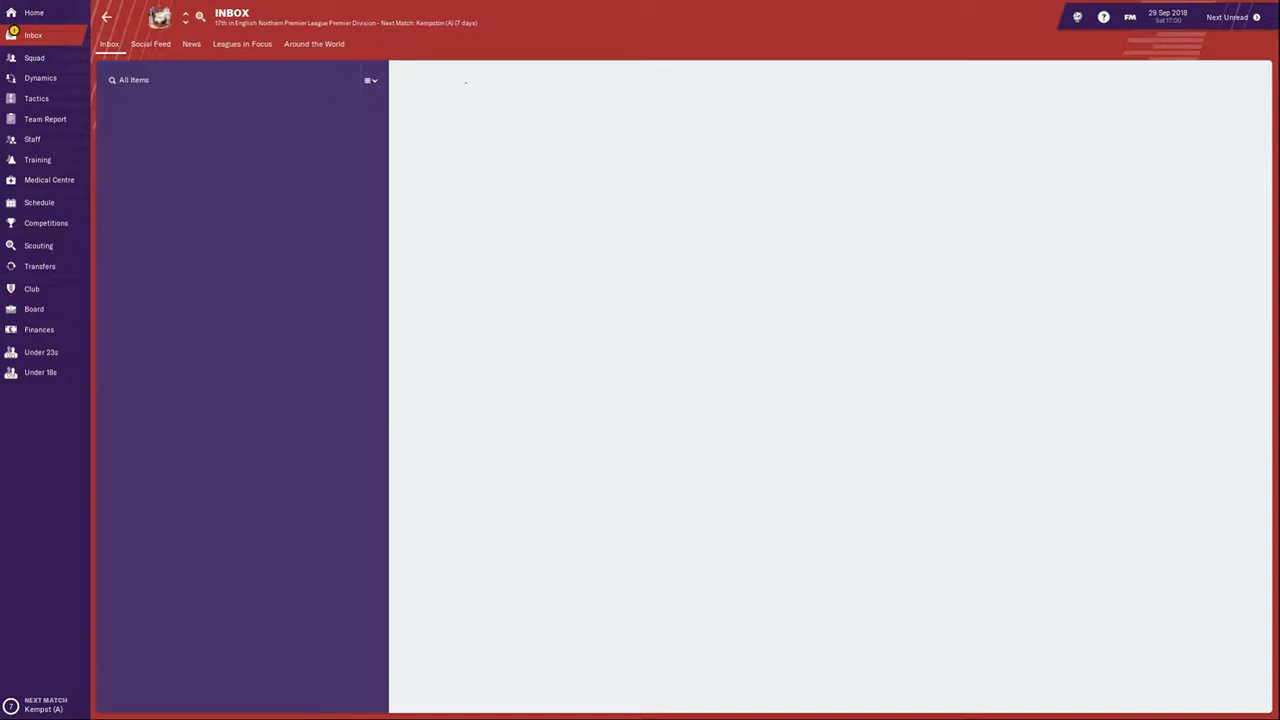 Home
INBOX
17th in English Northern Premier League Premier Division - Next Match: Kempston (A) (7 days)
FM
29 Sep 2018
Sat 17:00
Next Unread
Inbox
Social Feed
News
Leagues in Focus
Around the World
All Items
Inbox
Squad
Dynamics
Tactics
Team Report
Staff
Training
Medical Centre
Schedule
Competitions
Scouting
Transfers
Club
Board
Finances
Under 23s
Under 18s
7
NEXT MATCH
Kempst (A)